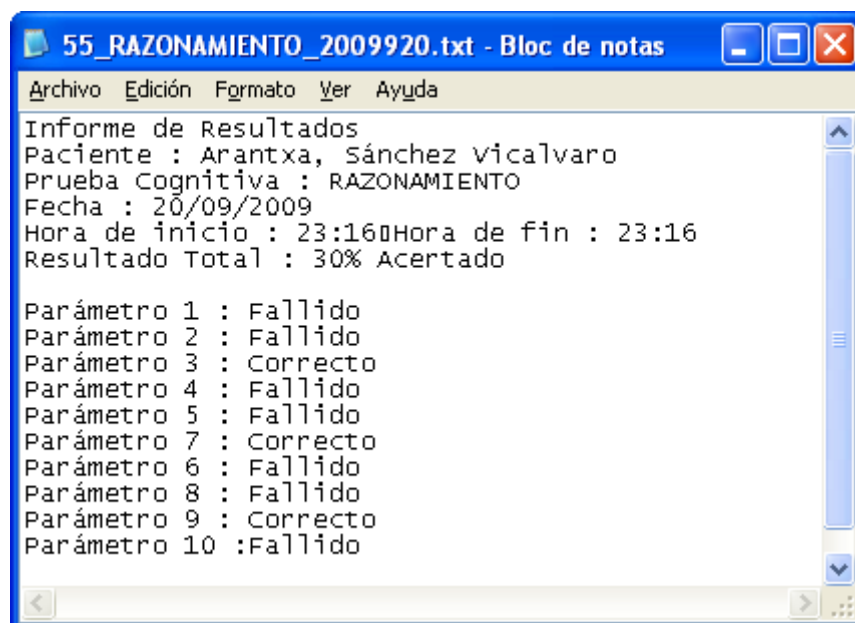 55_RAZONAMIENTO_2009920.txt - Bloc de notas
Archivo Edición Formato Ver Ayuda
Informe de Resultados
Paciente : Arantxa, Sánchez Vicalvaro
Prueba Cognitiva : RAZONAMIENTO
Fecha : 20/09/2009
Hora de inicio : 23:16▯Hora de fin : 23:16
Resultado Total : 30% Acertado
Parámetro 1 : Fallido
Parámetro 2 : Fallido
Parámetro 3 : Correcto
Parámetro 4 : Fallido
Parámetro 5 : Fallido
Parámetro 7 : Correcto
Parámetro 6 : Fallido
Parámetro 8 : Fallido
Parámetro 9 : Correcto
Parámetro 10 :Fallido